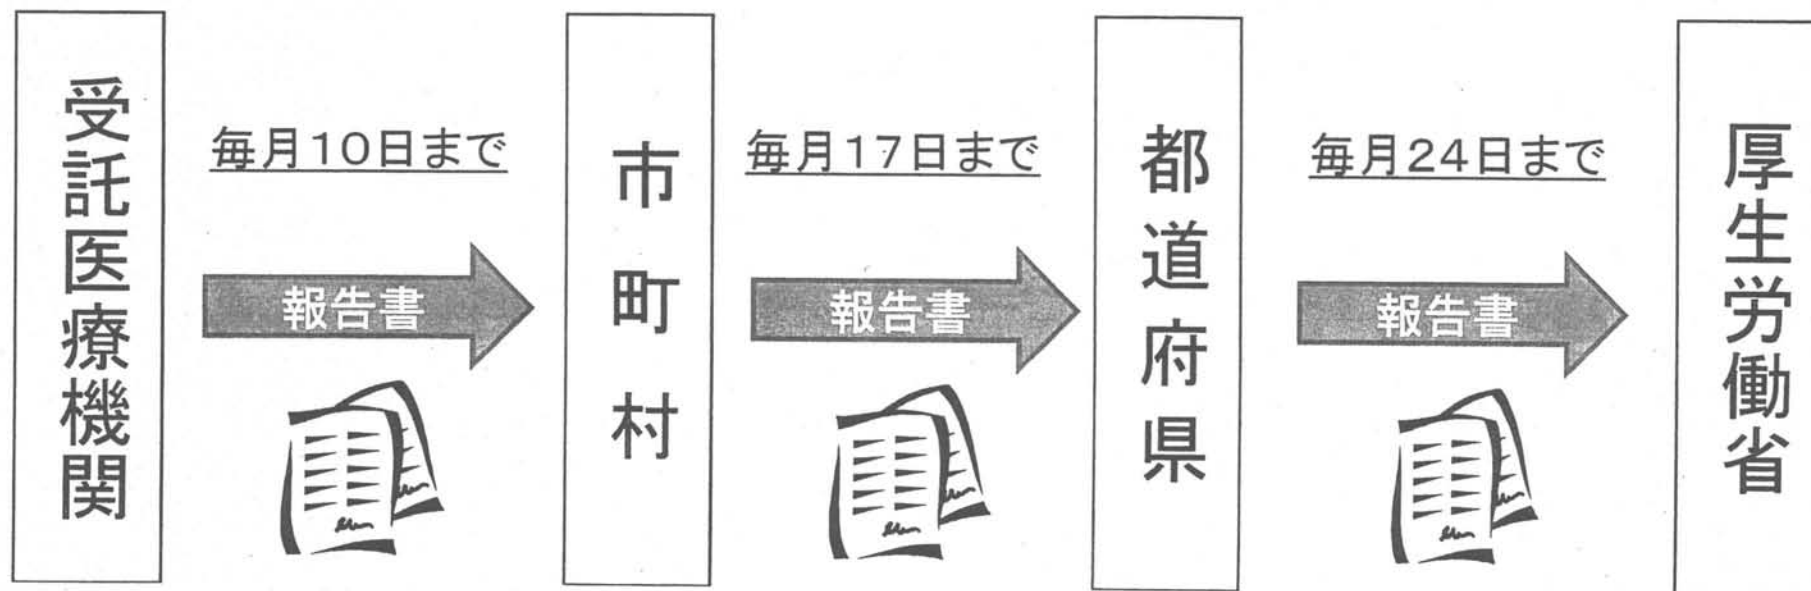 受託医療機関
毎月10日まで
報告書
市町村
毎月17日まで
報告書
都道府県
毎月24日まで
報告書
厚生労働省